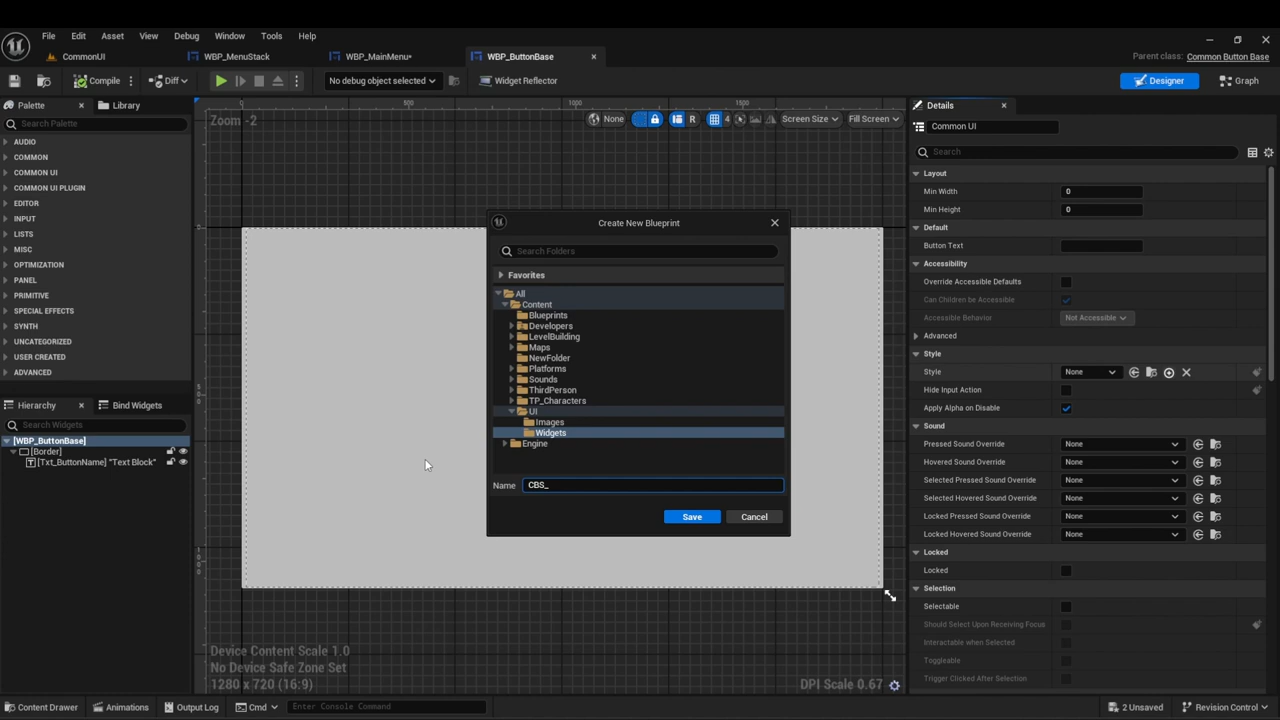 File Edit Asset View Debug Window Tools Help
CommonUI WBP_MenuStack WBP_MainMenu* WBP_ButtonBase Parent class: Common Button Base
Compile Diff No debug object selected Widget Reflector Designer Graph
Palette Library
Search Palette
AUDIO
COMMON
COMMON UI
COMMON UI PLUGIN
EDITOR
INPUT
LISTS
MISC
OPTIMIZATION
PANEL
PRIMITIVE
SPECIAL EFFECTS
SYNTH
UNCATEGORIZED
USER CREATED
ADVANCED
Hierarchy Bind Widgets
Search Widgets
[WBP_ButtonBase]
[Border]
[Txt_ButtonName] "Text Block"
Zoom -2
0 500 1000 1500
None R 4 Screen Size Fill Screen
Device Content Scale 1.0
No Device Safe Zone Set
1280 x 720 (16:9)
DPI Scale 0.67
Create New Blueprint
Search Folders
Favorites
All
Content
Blueprints
Developers
LevelBuilding
Maps
NewFolder
Platforms
Sounds
ThirdPerson
TP_Characters
UI
Images
Widgets
Engine
Name CBS_
Save Cancel
Details
Common UI
Search
Layout
Min Width 0
Min Height 0
Default
Button Text
Accessibility
Override Accessible Defaults
Can Children be Accessible
Accessible Behavior Not Accessible
Advanced
Style
Style None
Hide Input Action
Apply Alpha on Disable
Sound
Pressed Sound Override None
Hovered Sound Override None
Selected Pressed Sound Override None
Selected Hovered Sound Override None
Locked Pressed Sound Override None
Locked Hovered Sound Override None
Locked
Locked
Selection
Selectable
Should Select Upon Receiving Focus
Interactable when Selected
Toggleable
Trigger Clicked After Selection
Content Drawer Animations Output Log Cmd Enter Console Command 2 Unsaved Revision Control